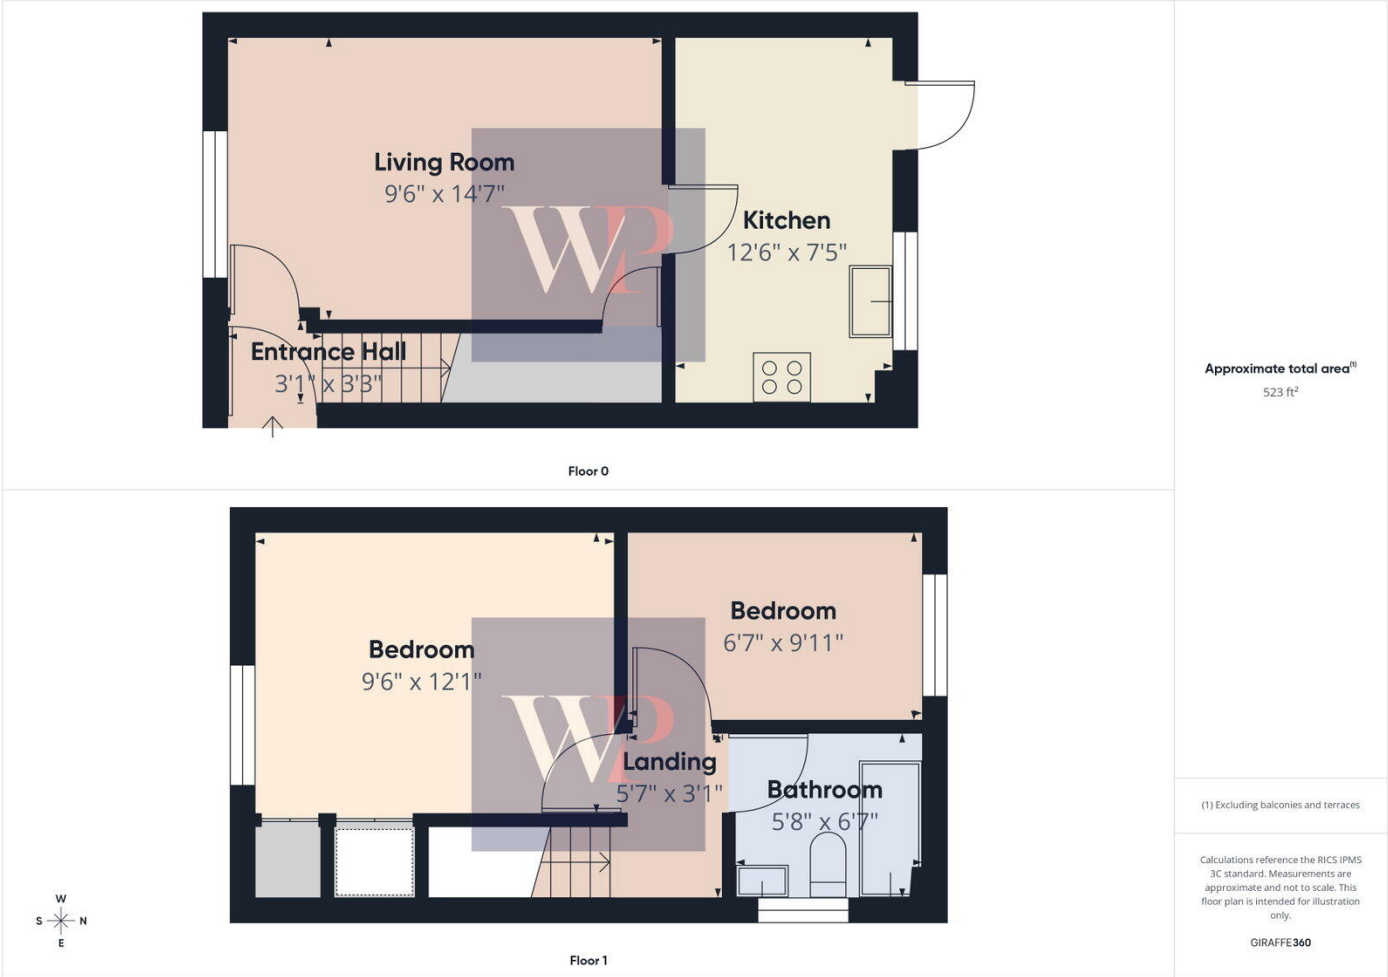 Living Room
9'6" x 14'7"
Kitchen
12'6" x 7'5"
Entrance Hall
3'1" x 3'3"
WP
Floor 0
Bedroom
9'6" x 12'1"
Bedroom
6'7" x 9'11"
WP
Landing
5'7" x 3'1"
Bathroom
5'8" x 6'7"
W
S N
E
Floor 1
Approximate total area(1)
523 ft²
(1) Excluding balconies and terraces
Calculations reference the RICS IPMS
3C standard. Measurements are
approximate and not to scale. This
floor plan is intended for illustration
only.
GIRAFFE360